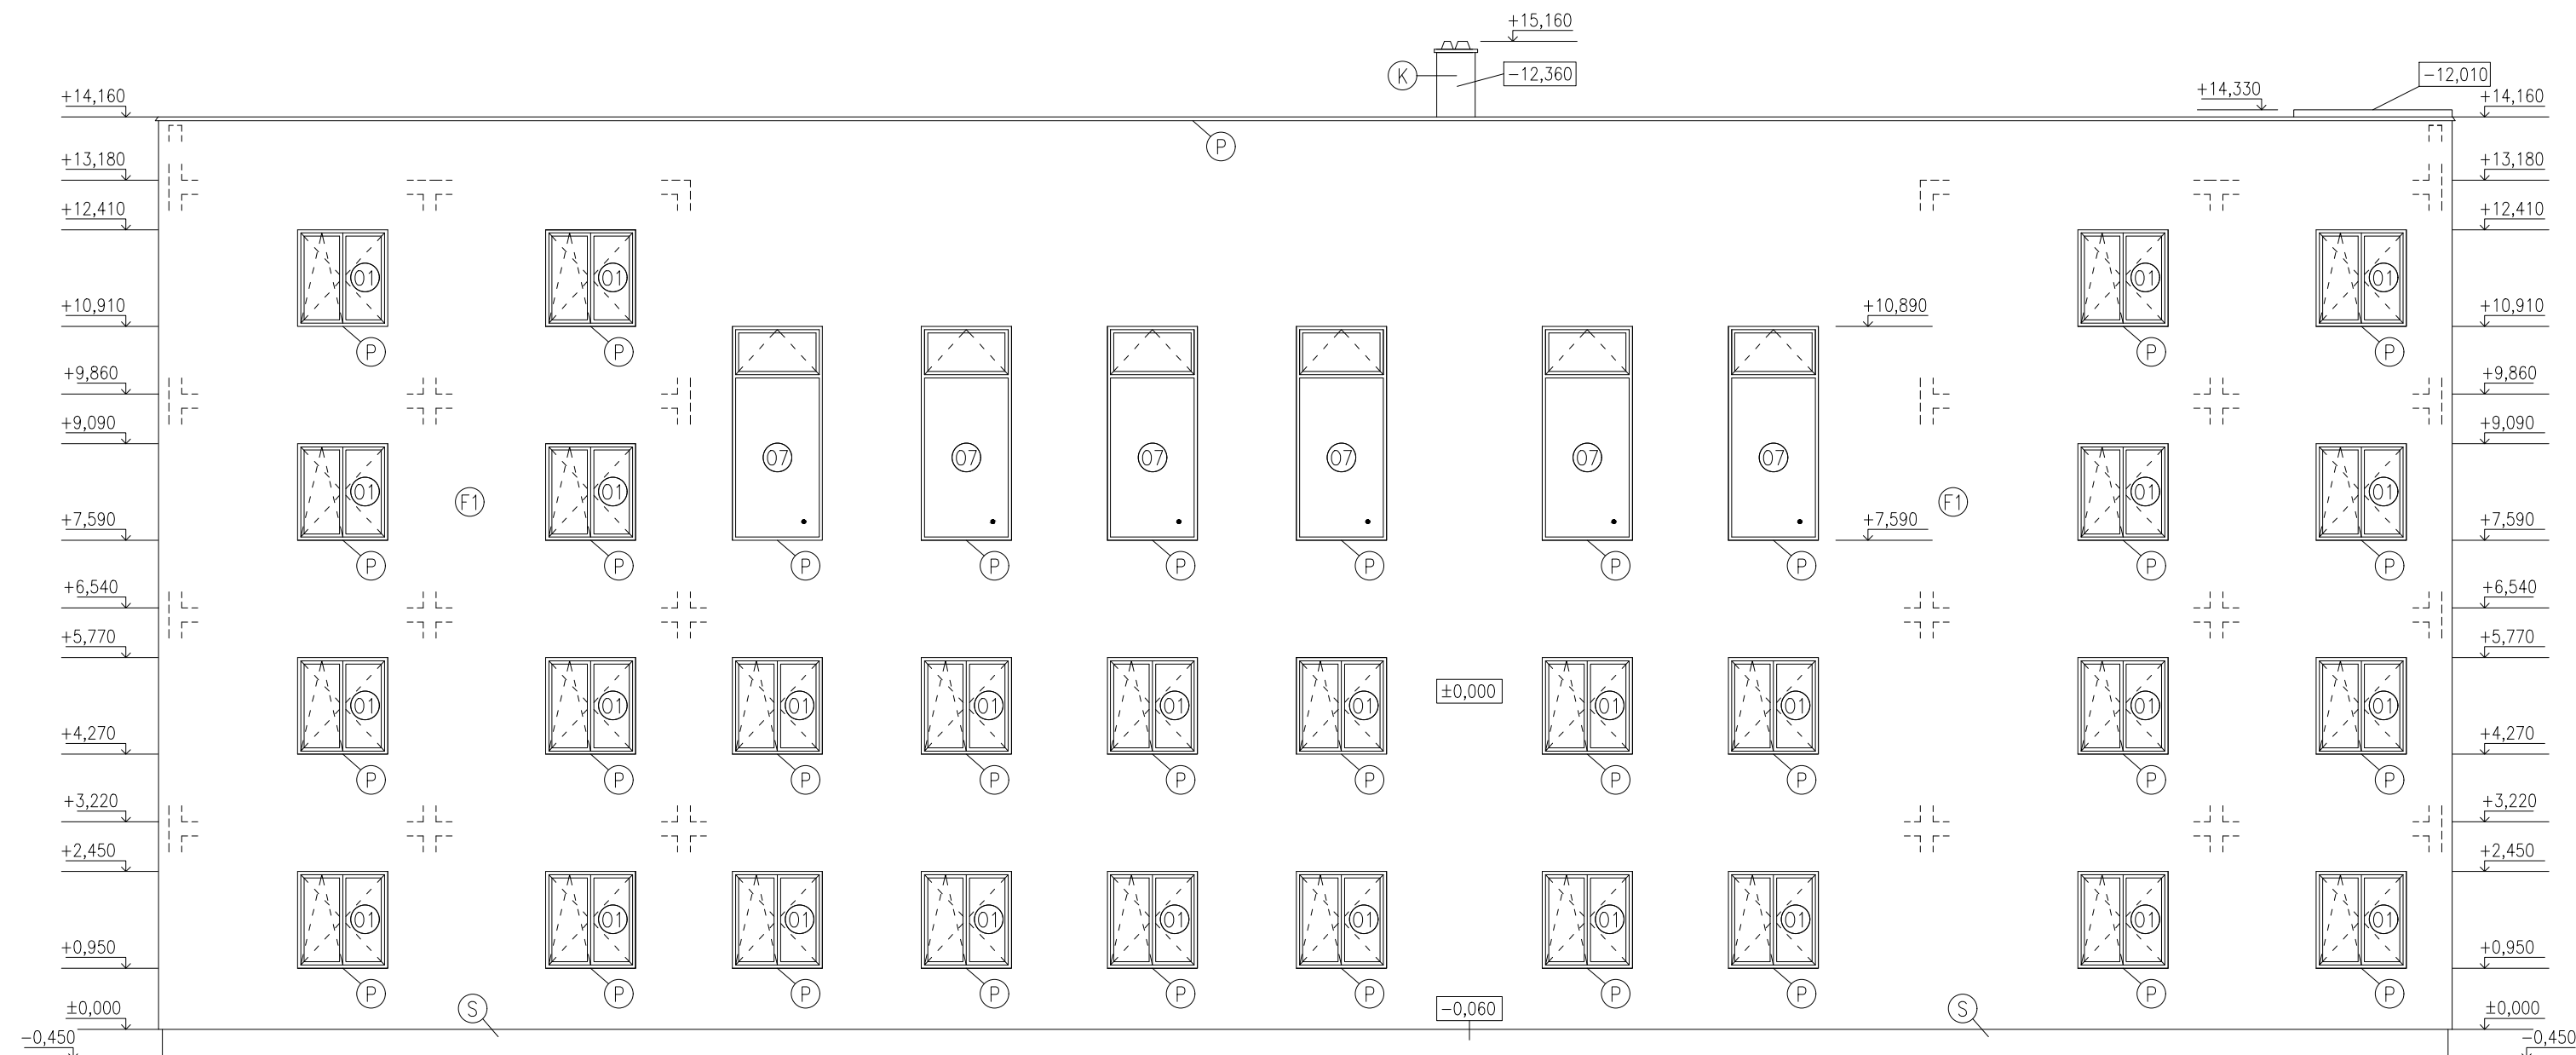 +15,160
K
-12,360
-12,010
+14,160
+14,330
+14,160
P
+13,180
+13,180
+12,410
+12,410
01 01 01 01
+10,910
+10,890
+10,910
P P P P
+9,860
+9,860
+9,090
+9,090
07 07 07 07 07 07
01 F1 01 F1 01 01
+7,590
+7,590
+7,590
P P P P P P P P P P
+6,540
+6,540
+5,770
+5,770
±0,000
01 01 01 01 01 01 01 01 01 01
+4,270
+4,270
P P P P P P P P P P
+3,220
+3,220
+2,450
+2,450
01 01 01 01 01 01 01 01 01 01
+0,950
+0,950
P P P P P P P P P P
±0,000
S
-0,060
S
±0,000
-0,450
-0,450